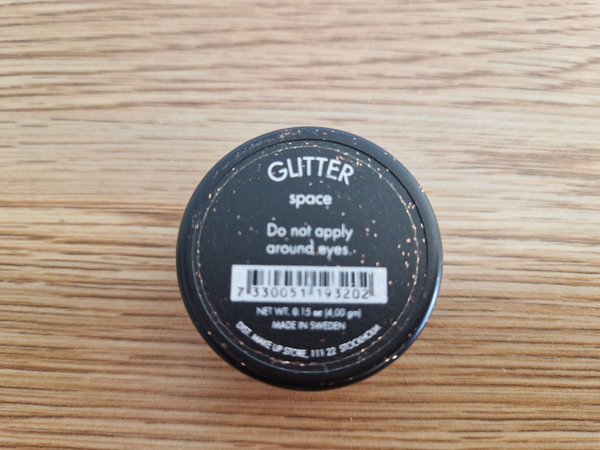 GLITTER
space
Do not apply
around eyes.
7 330051 193202
NET WT. 0.15 oz (4,00 gm)
MADE IN SWEDEN
DIST. MAKE UP STORE, 111 22 STOCKHOLM